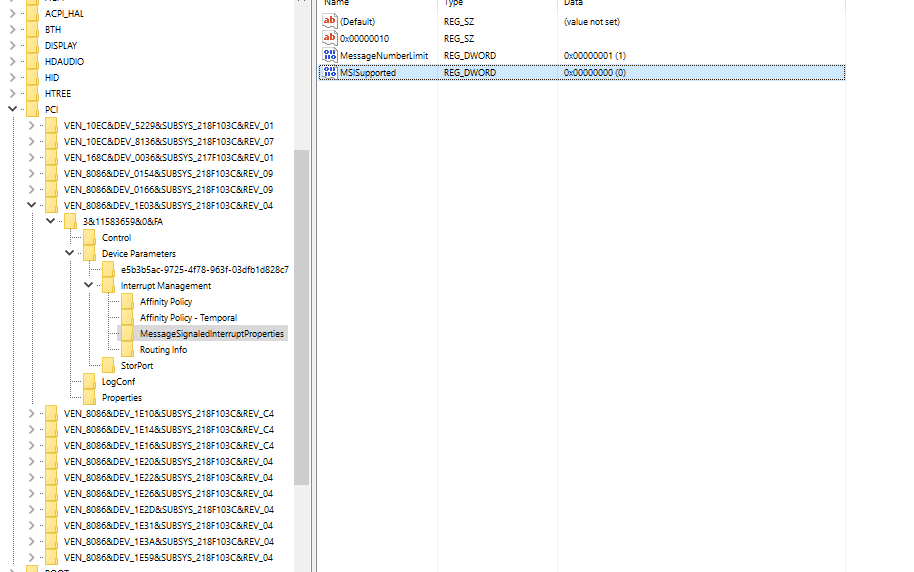 Name Type Data
ACPI_HAL
BTH
DISPLAY
HDAUDIO
HID
HTREE
PCI
VEN_10EC&DEV_5229&SUBSYS_218F103C&REV_01
VEN_10EC&DEV_8136&SUBSYS_218F103C&REV_07
VEN_168C&DEV_0036&SUBSYS_217F103C&REV_01
VEN_8086&DEV_0154&SUBSYS_218F103C&REV_09
VEN_8086&DEV_0166&SUBSYS_218F103C&REV_09
VEN_8086&DEV_1E03&SUBSYS_218F103C&REV_04
3&11583659&0&FA
Control
Device Parameters
e5b3b5ac-9725-4f78-963f-03dfb1d828c7
Interrupt Management
Affinity Policy
Affinity Policy - Temporal
MessageSignaledInterruptProperties
Routing Info
StorPort
LogConf
Properties
VEN_8086&DEV_1E10&SUBSYS_218F103C&REV_C4
VEN_8086&DEV_1E14&SUBSYS_218F103C&REV_C4
VEN_8086&DEV_1E16&SUBSYS_218F103C&REV_C4
VEN_8086&DEV_1E20&SUBSYS_218F103C&REV_04
VEN_8086&DEV_1E22&SUBSYS_218F103C&REV_04
VEN_8086&DEV_1E26&SUBSYS_218F103C&REV_04
VEN_8086&DEV_1E2D&SUBSYS_218F103C&REV_04
VEN_8086&DEV_1E31&SUBSYS_218F103C&REV_04
VEN_8086&DEV_1E3A&SUBSYS_218F103C&REV_04
VEN_8086&DEV_1E59&SUBSYS_218F103C&REV_04
(Default) REG_SZ (value not set)
0x00000010 REG_SZ
MessageNumberLimit REG_DWORD 0x00000001 (1)
MSISupported REG_DWORD 0x00000000 (0)